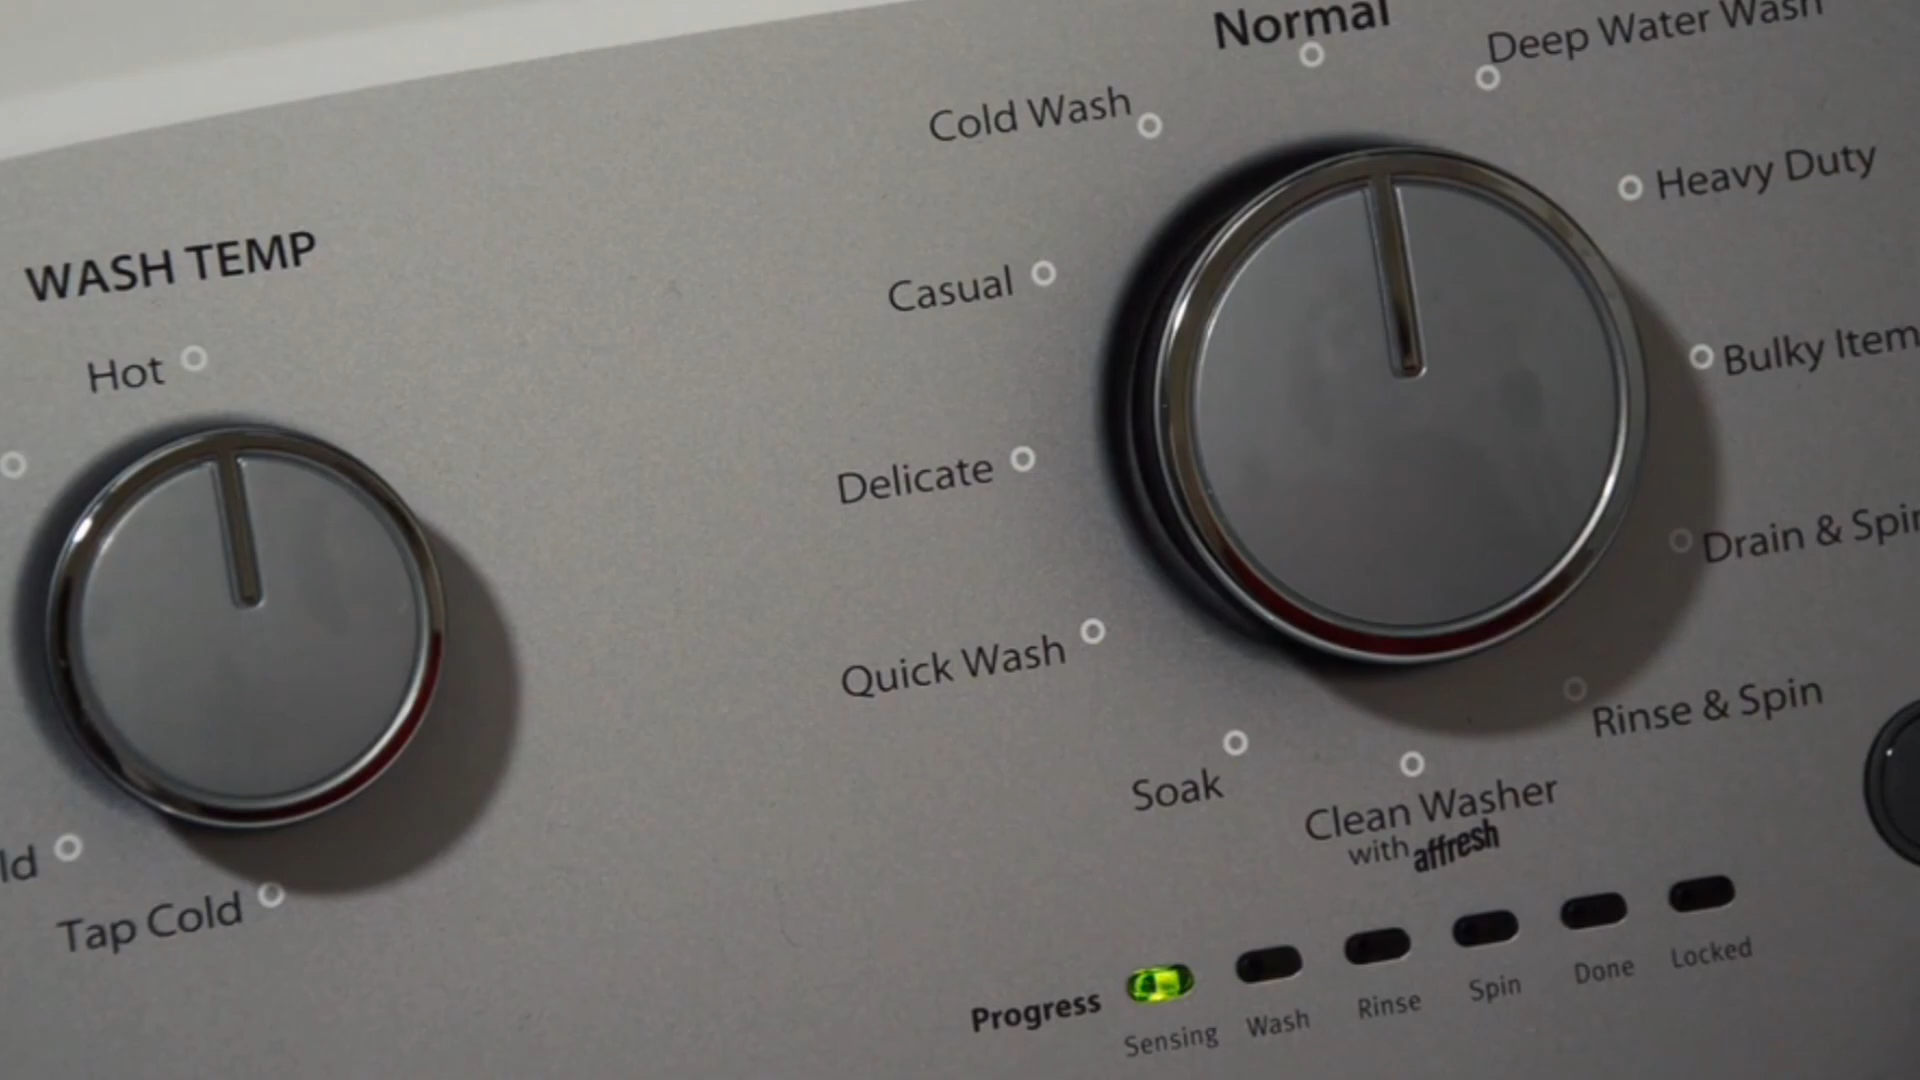 Normal
Deep Water Wash
Cold Wash
Heavy Duty
WASH TEMP
Casual
Bulky Item
Hot
Delicate
Drain & Spin
Quick Wash
Rinse & Spin
Soak
Clean Washer
with affresh
ld
Tap Cold
Progress
Sensing Wash Rinse Spin Done Locked